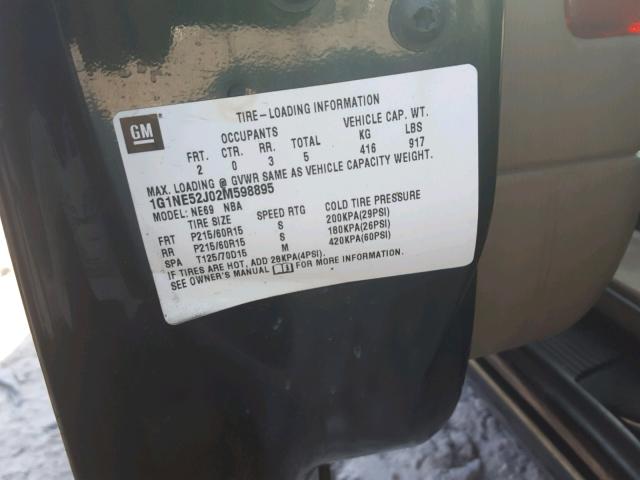 GM
TIRE-LOADING INFORMATION
OCCUPANTS VEHICLE CAP. WT.
FRT. CTR. RR. TOTAL KG LBS
2 0 3 5 416 917
MAX. LOADING @ GVWR SAME AS VEHICLE CAPACITY WEIGHT.
1G1NE52J02M598895
MODEL: NE69 NBA
TIRE SIZE SPEED RTG COLD TIRE PRESSURE
FRT P215/60R15 S 200KPA(29PSI)
RR P215/60R15 S 180KPA(26PSI)
SPA T125/70D15 M 420KPA(60PSI)
IF TIRES ARE HOT, ADD 28KPA(4PSI).
SEE OWNER'S MANUAL FOR MORE INFORMATION.